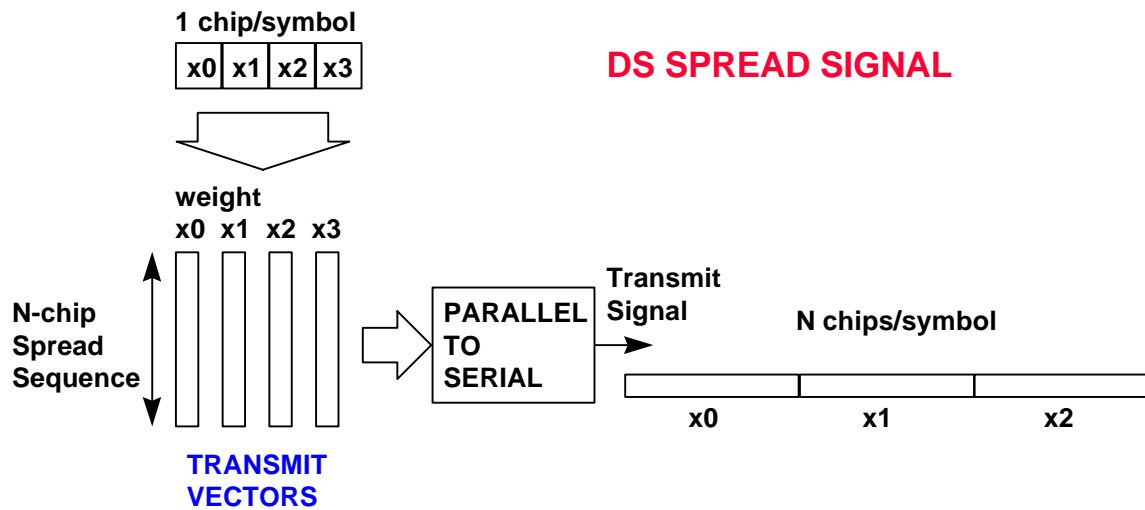 1 chip/symbol
x0 x1 x2 x3
DS SPREAD SIGNAL
weight
x0 x1 x2 x3
N-chip
Spread
Sequence
TRANSMIT
VECTORS
PARALLEL
TO
SERIAL
Transmit
Signal
N chips/symbol
x0 x1 x2